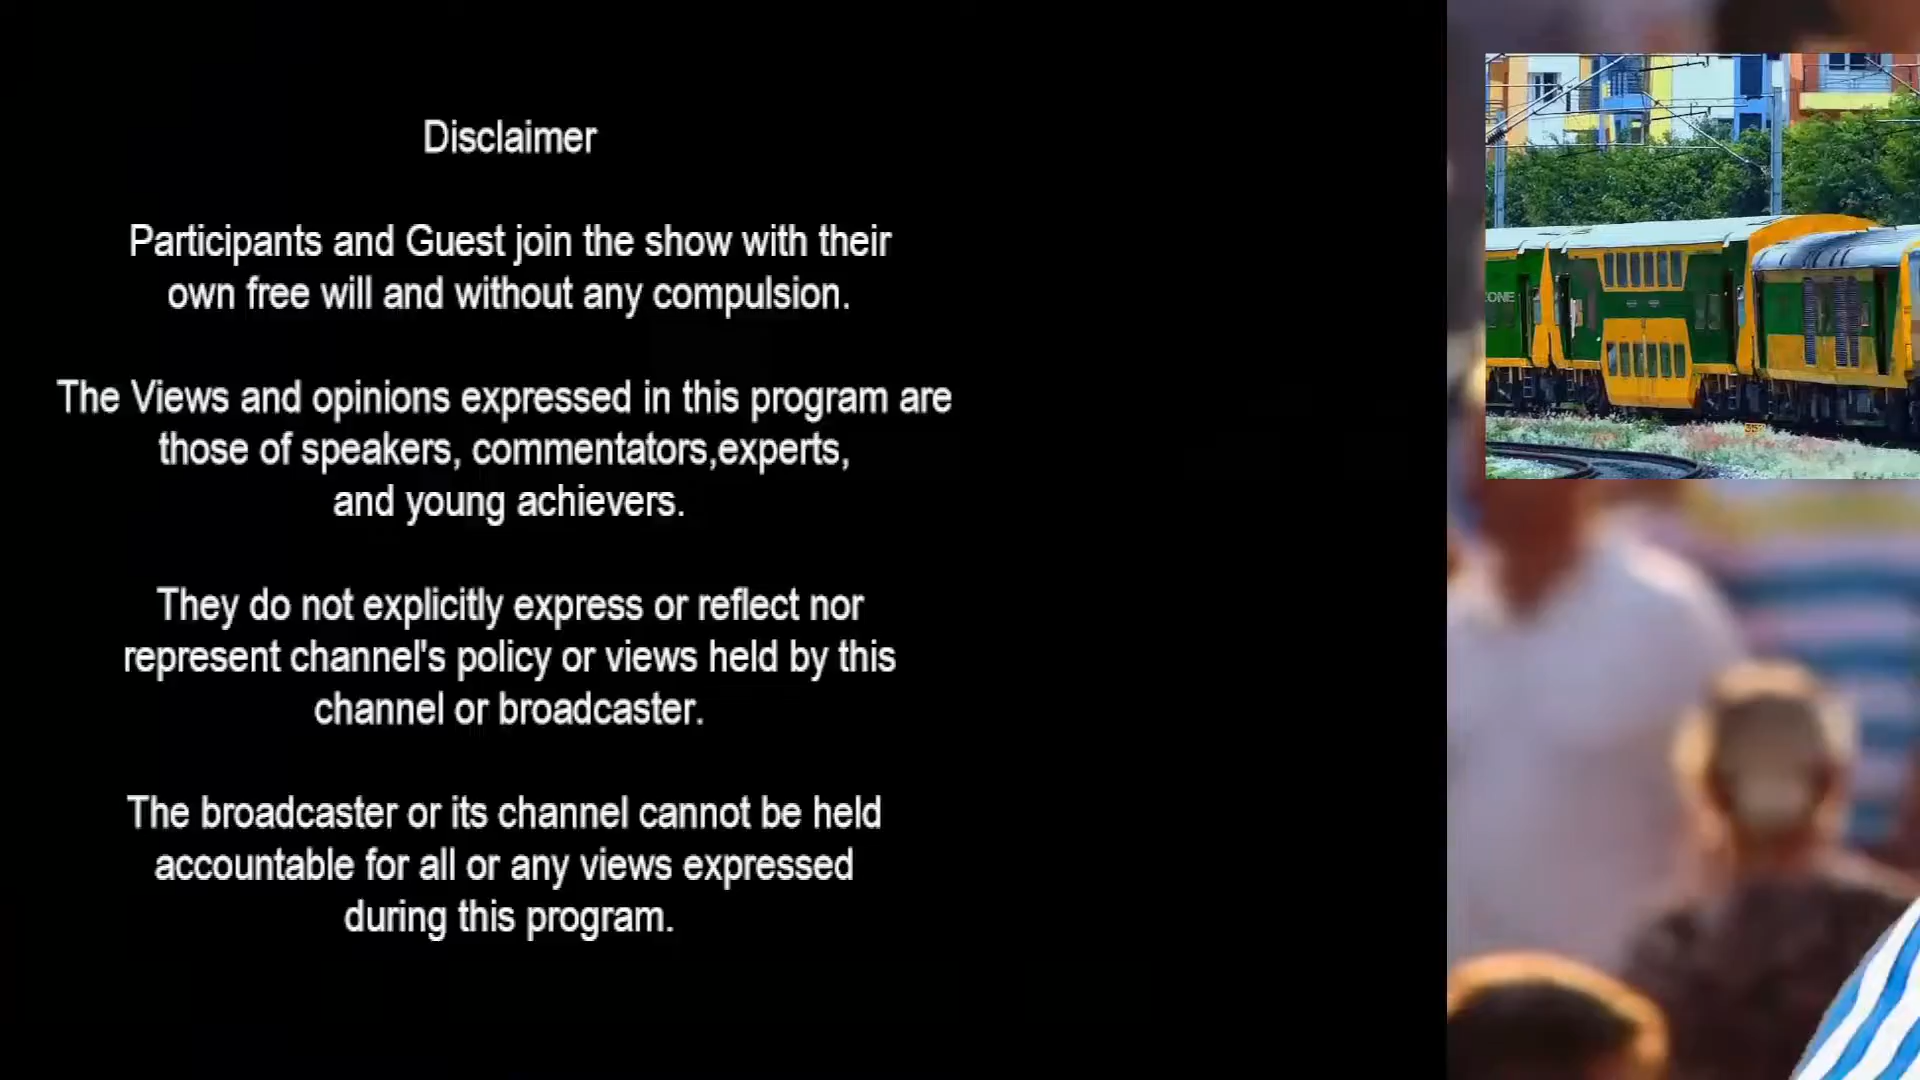 Disclaimer
Participants and Guest join the show with their
own free will and without any compulsion.
The Views and opinions expressed in this program are
those of speakers, commentators,experts,
and young achievers.
They do not explicitly express or reflect nor
represent channel's policy or views held by this
channel or broadcaster.
The broadcaster or its channel cannot be held
accountable for all or any views expressed
during this program.
ZONE